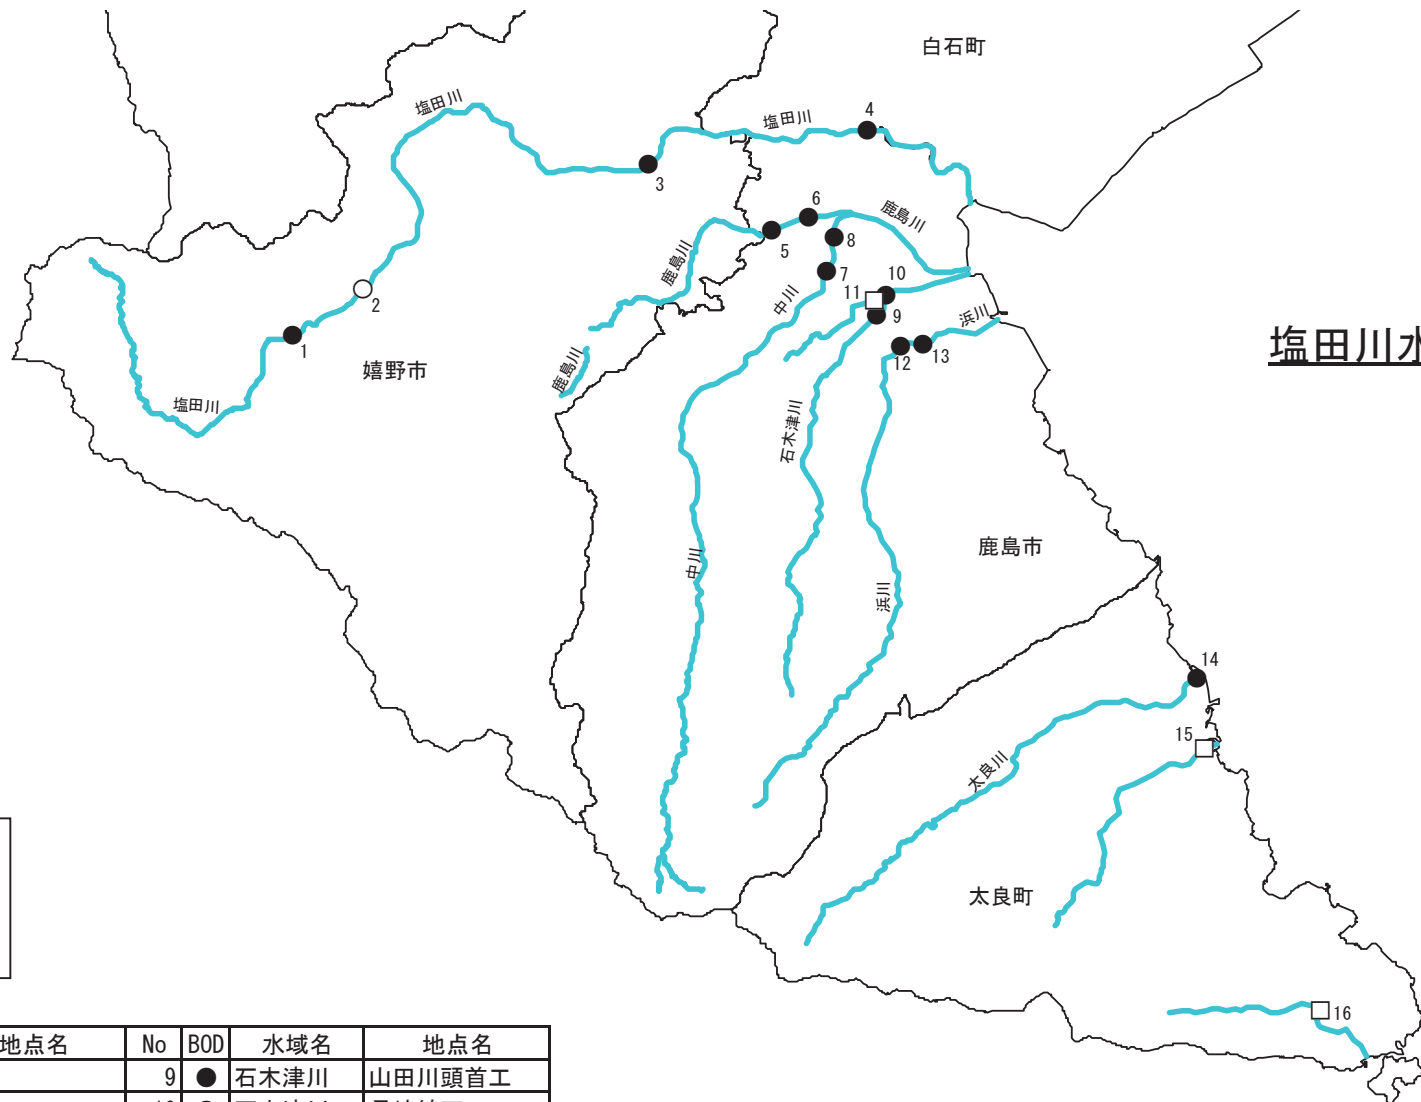 白石町
塩田川
塩田川
4
3
6
鹿島川
5
8
鹿島川
7
10
11
2
中川
9
浜川
1
12
13
塩田川水
嬉野市
鹿島川
塩田川
石木津川
鹿島市
中川
浜川
14
15
太良川
太良町
16
地点名 No BOD 水域名 地点名
9 ● 石木津川 山田川頭首工